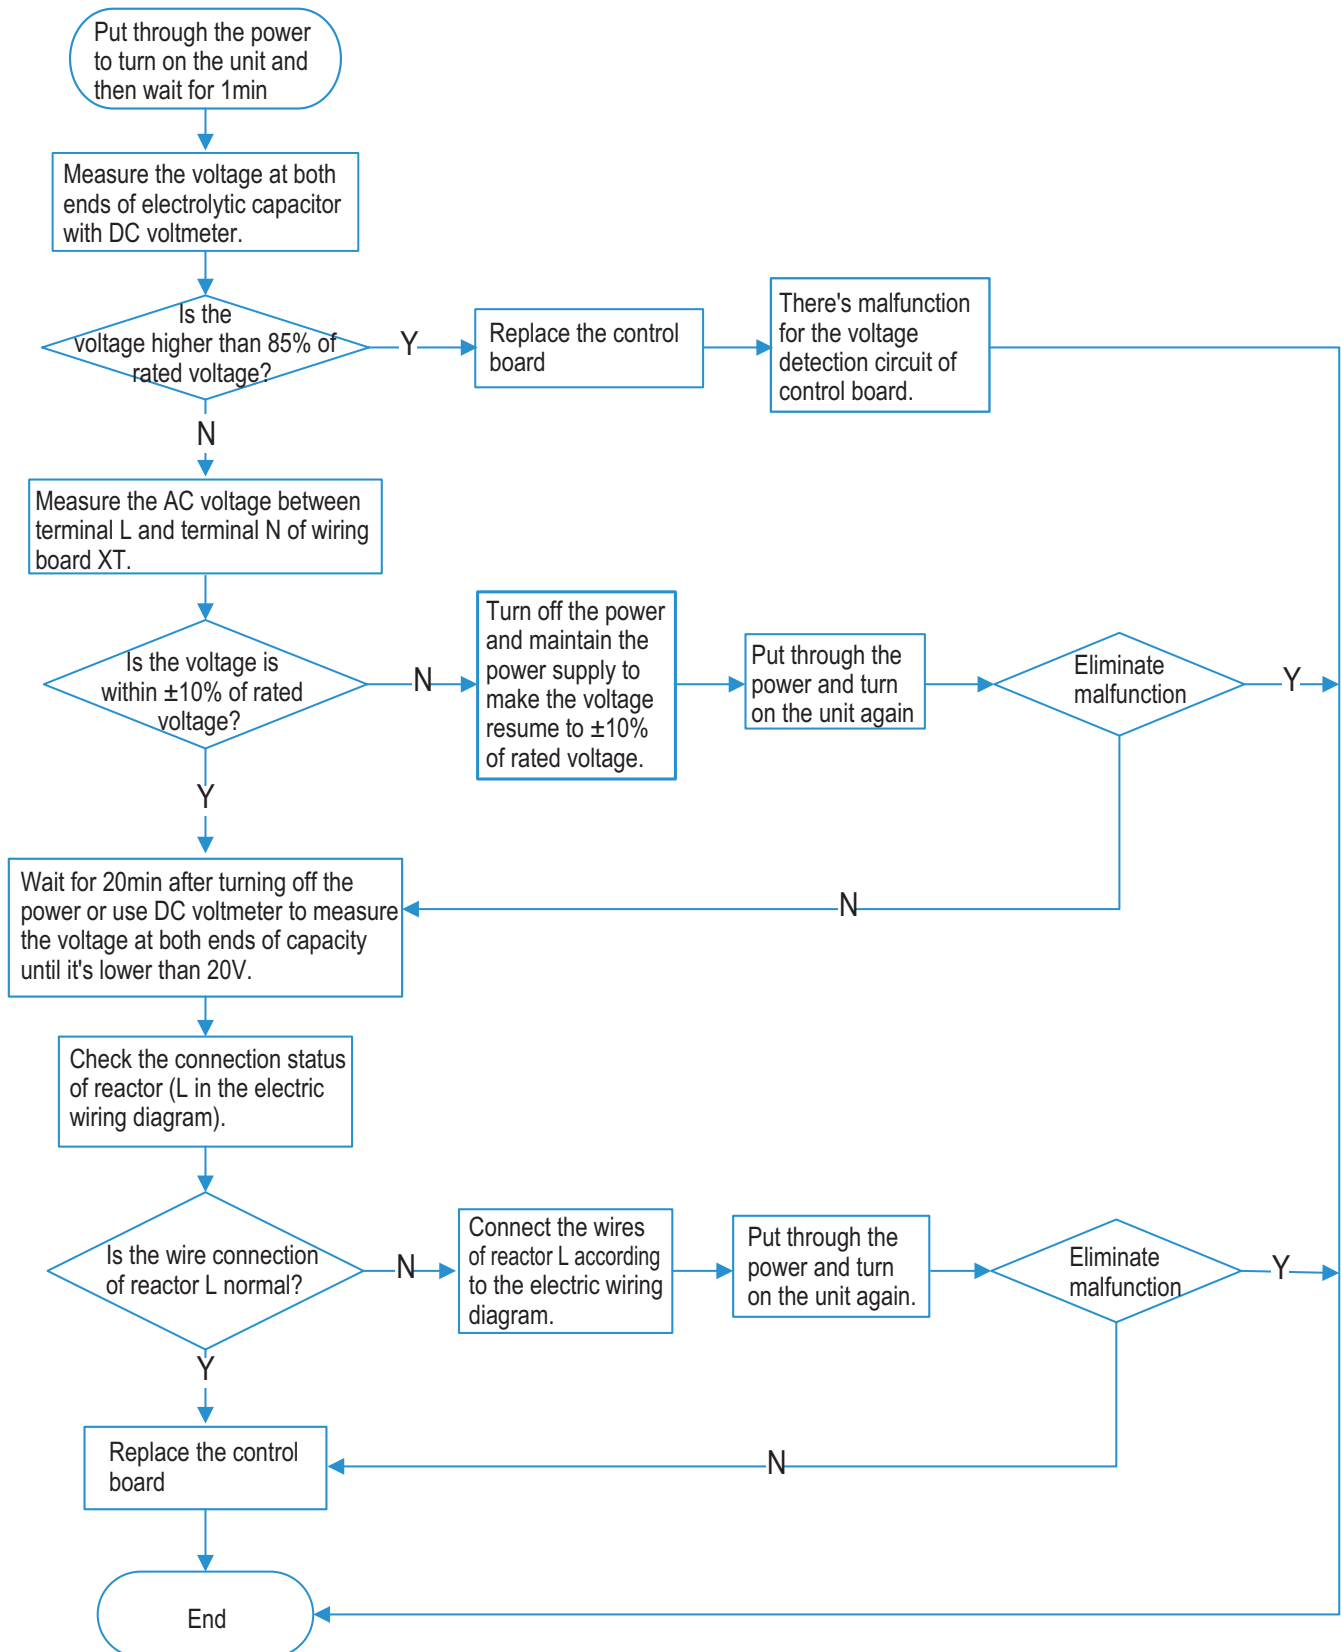 Put through the power
to turn on the unit and
then wait for 1min
Measure the voltage at both
ends of electrolytic capacitor
with DC voltmeter.
Is the
voltage higher than 85% of
rated voltage?
Y
Replace the control
board
There's malfunction
for the voltage
detection circuit of
control board.
N
Measure the AC voltage between
terminal L and terminal N of wiring
board XT.
Is the voltage is
within ±10% of rated
voltage?
N
Turn off the power
and maintain the
power supply to
make the voltage
resume to ±10%
of rated voltage.
Put through the
power and turn
on the unit again
Eliminate
malfunction
Y
Y
N
Wait for 20min after turning off the
power or use DC voltmeter to measure
the voltage at both ends of capacity
until it's lower than 20V.
Check the connection status
of reactor (L in the electric
wiring diagram).
Is the wire connection
of reactor L normal?
N
Connect the wires
of reactor L according
to the electric wiring
diagram.
Put through the
power and turn
on the unit again.
Eliminate
malfunction
Y
Y
N
Replace the control
board
End